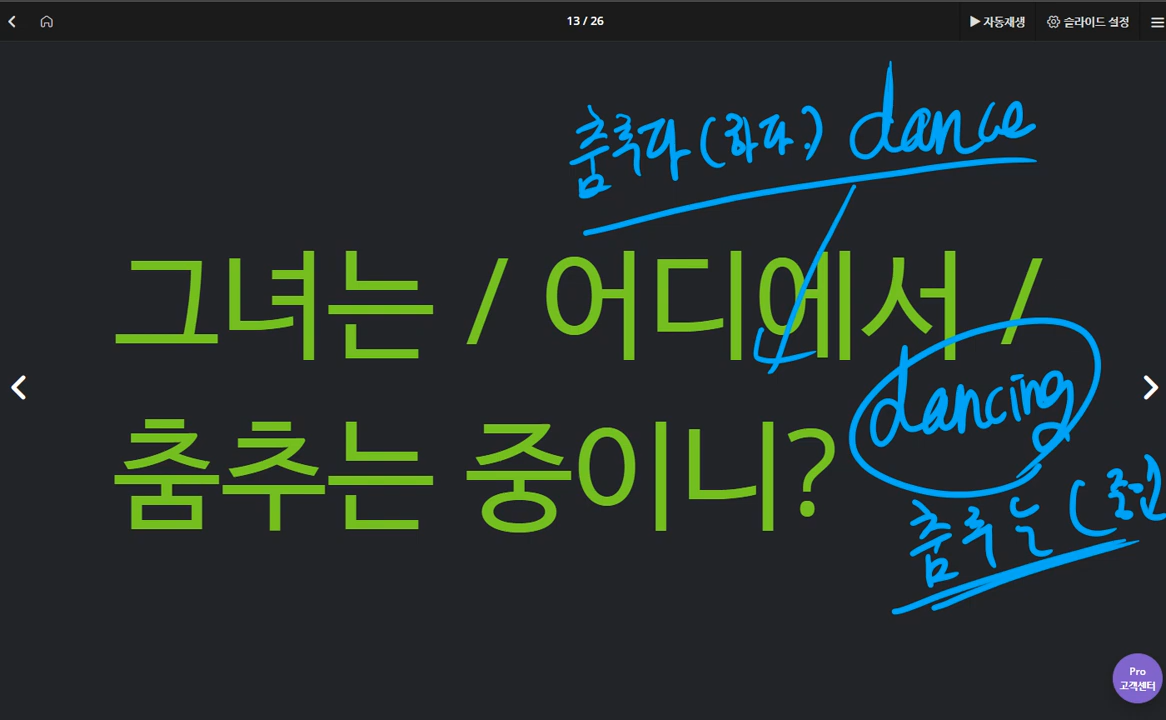 13 / 26
자동재생
슬라이드 설정
춤추다 (하다.) dance
그녀는 / 어디에서 /
dancing
춤추는 중이니?
춤추는 (중인)
Pro
고객센터